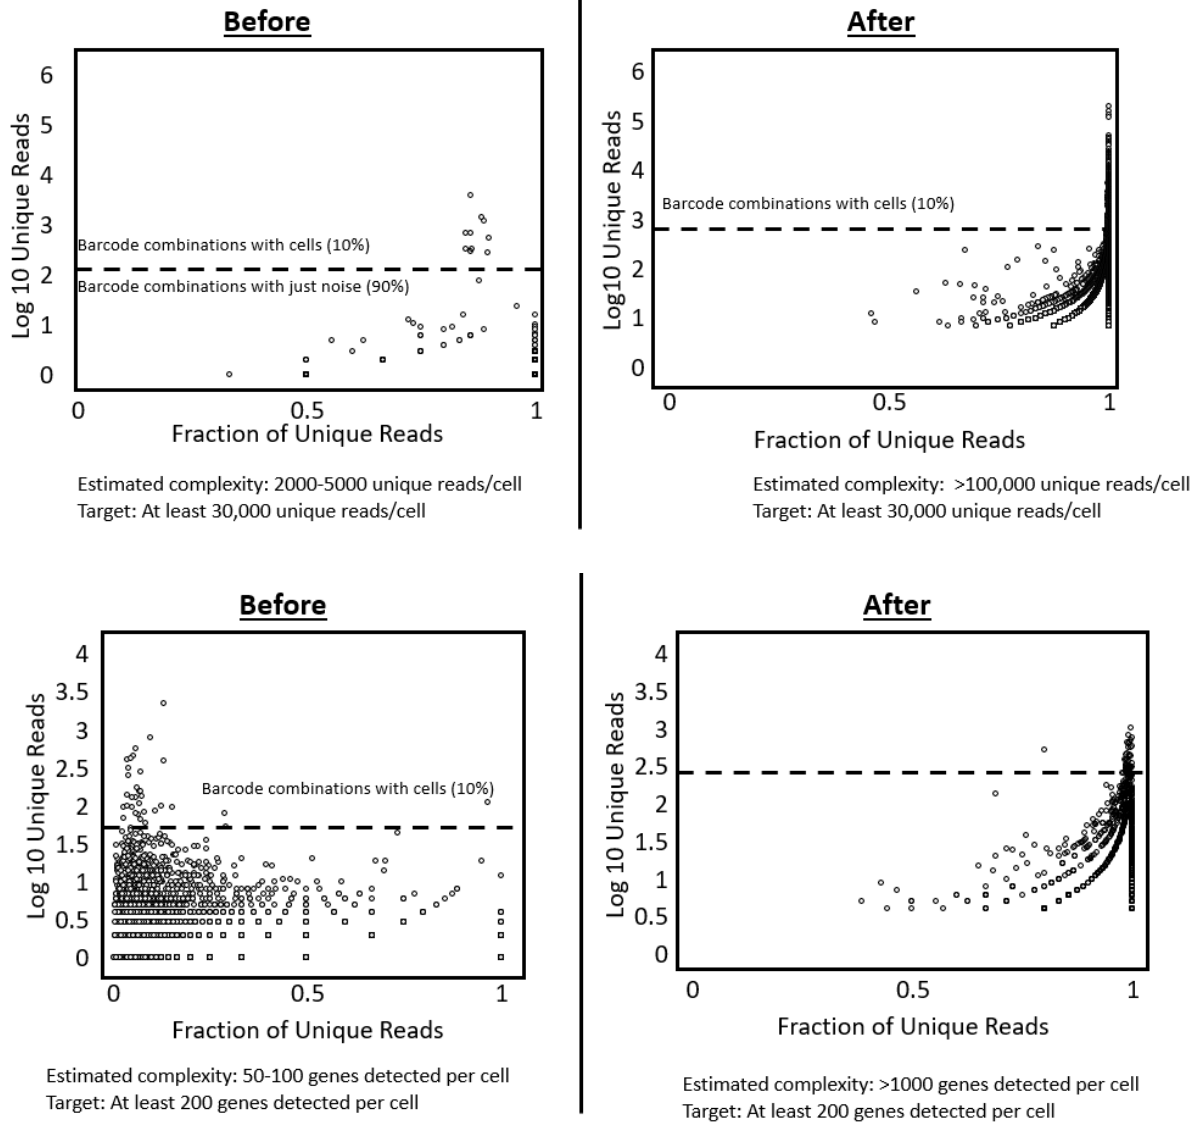 Before
After
6
5
4
3
2
1
0
Log 10 Unique Reads
Barcode combinations with cells (10%)
Barcode combinations with just noise (90%)
0
0.5
1
Fraction of Unique Reads
Estimated complexity: 2000-5000 unique reads/cell
Target: At least 30,000 unique reads/cell
6
5
4
3
2
1
0
Log10 Unique Reads
Barcode combinations with cells (10%)
0
0.5
1
Fraction of Unique Reads
Estimated complexity: >100,000 unique reads/cell
Target: At least 30,000 unique reads/cell
Before
After
4
3.5
3
2.5
2
1.5
1
0.5
0
Log 10 Unique Reads
Barcode combinations with cells (10%)
0
0.5
1
Fraction of Unique Reads
Estimated complexity: 50-100 genes detected per cell
Target: At least 200 genes detected per cell
4
3.5
3
2.5
2
1.5
1
0.5
0
Log 10 Unique Reads
0
0.5
1
Fraction of Unique Reads
Estimated complexity: >1000 genes detected per cell
Target: At least 200 genes detected per cell